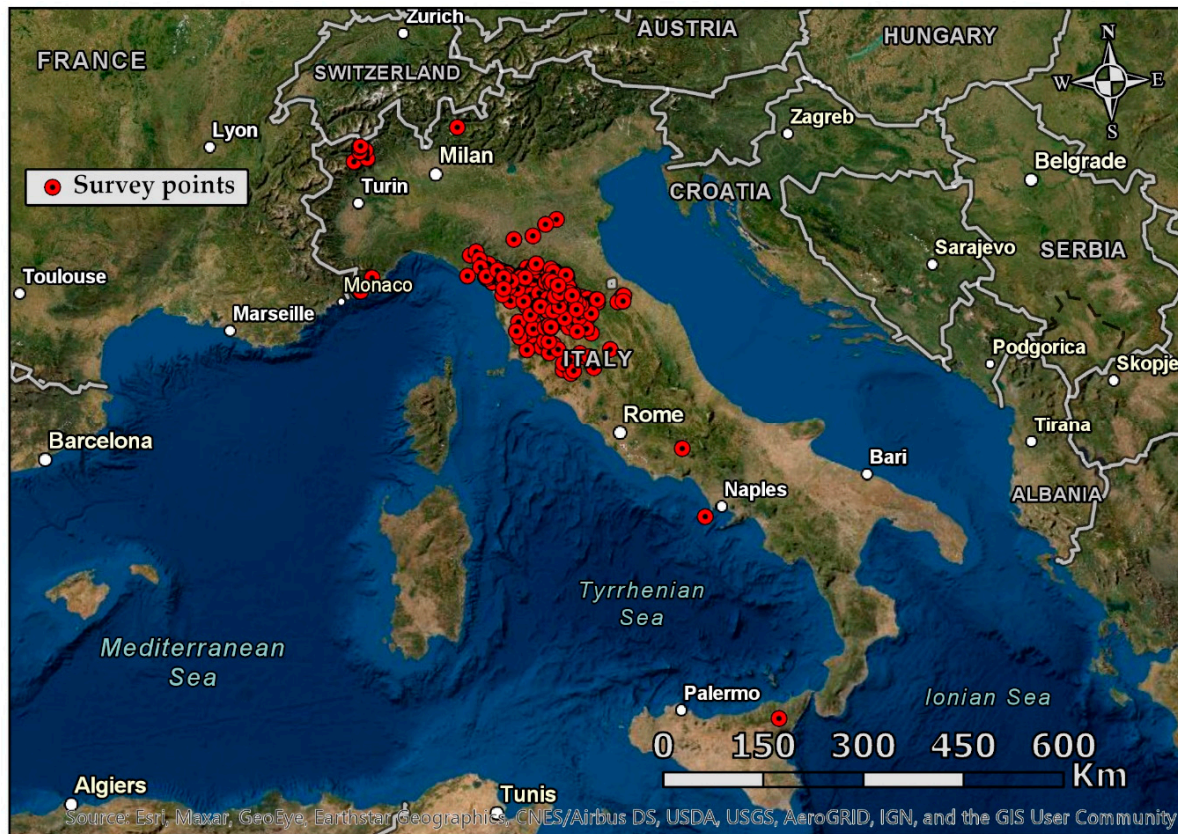 Zurich
AUSTRIA
HUNGARY
FRANCE
SWITZERLAND
N
W
E
S
Lyon
Zagreb
Milan
Belgrade
Survey points
Turin
CROATIA
Sarajevo
SERBIA
Toulouse
Monaco
Marseille
Podgorica
ITALY
Skopje
Rome
Tirana
Barcelona
Bari
Naples
ALBANIA
Tyrrhenian
Sea
Mediterranean
Sea
Palermo
Ionian Sea
0 150 300 450 600
Km
Algiers
Tunis
Source: Esri, Maxar, GeoEye, Earthstar Geographics, CNES/Airbus DS, USDA, USGS, AeroGRID, IGN, and the GIS User Community